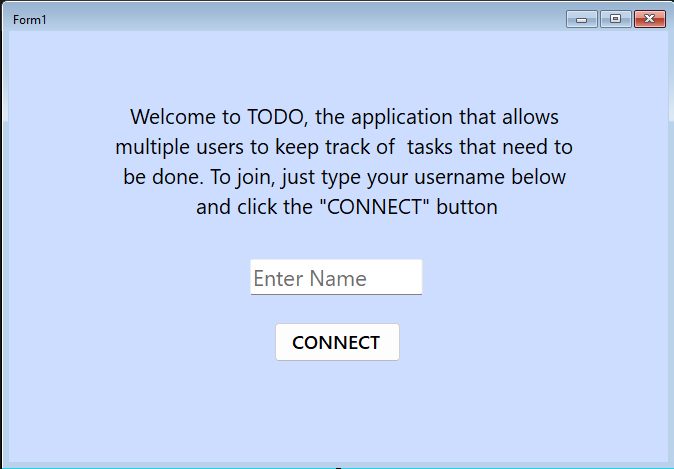 Form1
Welcome to TODO, the application that allows
multiple users to keep track of  tasks that need to
be done. To join, just type your username below
and click the "CONNECT" button
Enter Name
CONNECT